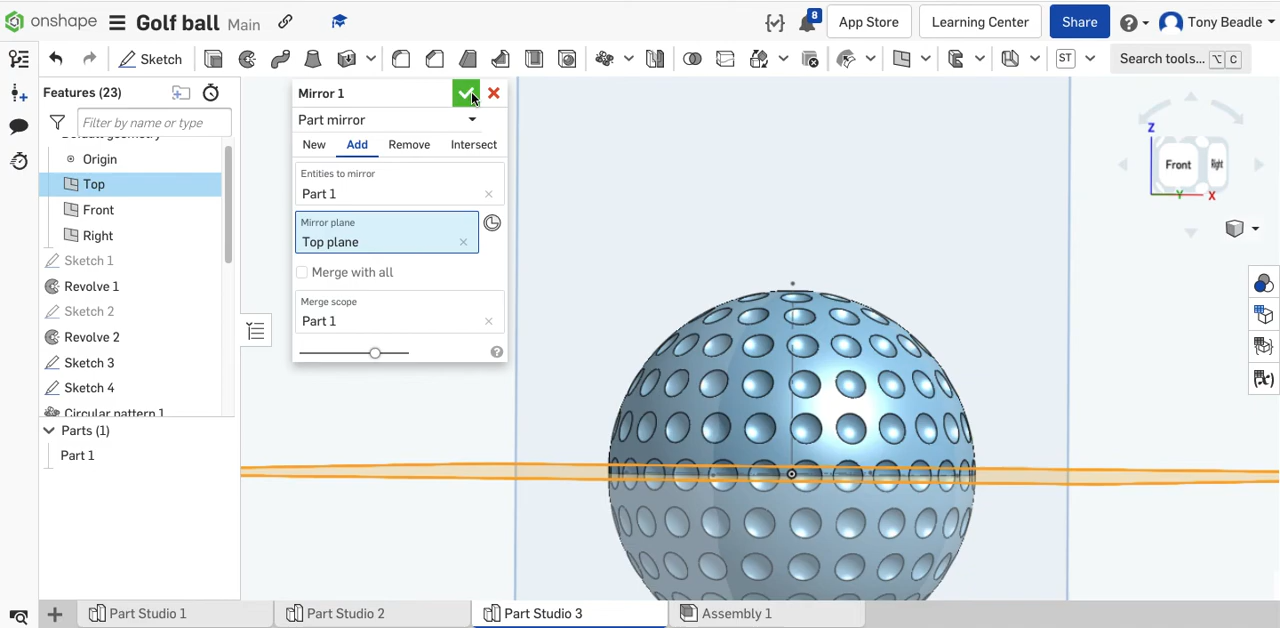 onshape Golf ball Main 8 App Store Learning Center Share Tony Beadle
Sketch ST Search tools... ⌥ C
Features (23)
Filter by name or type
Origin
Top
Front
Right
Sketch 1
Revolve 1
Sketch 2
Revolve 2
Sketch 3
Sketch 4
Circular pattern 1
Parts (1)
Part 1
Mirror 1
Part mirror
New Add Remove Intersect
Entities to mirror
Part 1
Mirror plane
Top plane
Merge with all
Merge scope
Part 1
Z
Front Right
Y X
Part Studio 1 Part Studio 2 Part Studio 3 Assembly 1